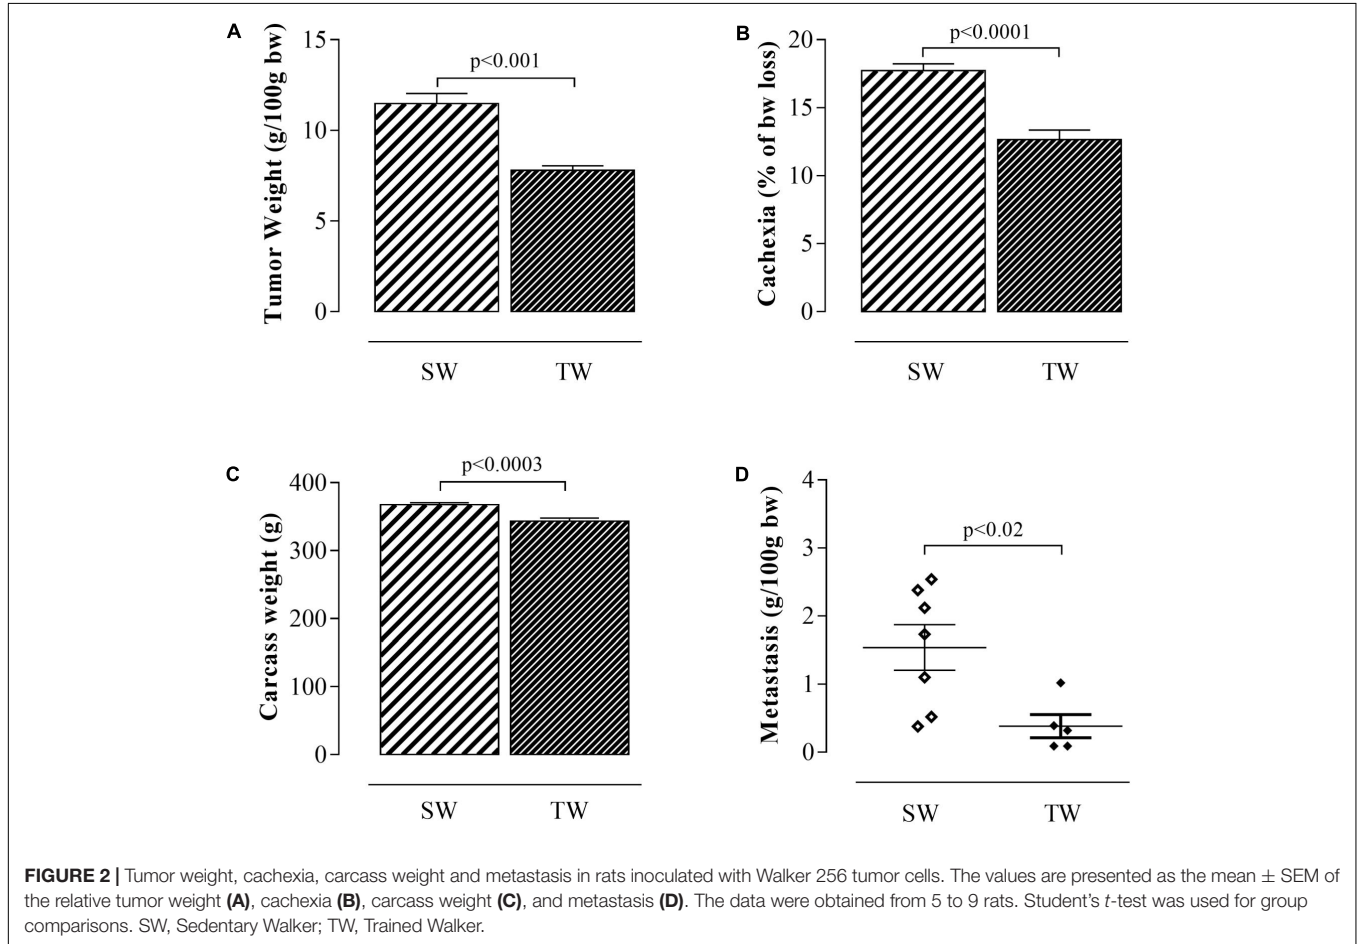 A
Tumor Weight (g/100g bw)
15
10
5
0
p<0.001
SW TW
B
Cachexia (% of bw loss)
20
15
10
5
0
p<0.0001
SW TW
C
Carcass weight (g)
400
300
200
100
0
p<0.0003
SW TW
D
Metastasis (g/100g bw)
4
3
2
1
0
p<0.02
SW TW
FIGURE 2 | Tumor weight, cachexia, carcass weight and metastasis in rats inoculated with Walker 256 tumor cells. The values are presented as the mean ± SEM of
the relative tumor weight (A), cachexia (B), carcass weight (C), and metastasis (D). The data were obtained from 5 to 9 rats. Student's t-test was used for group
comparisons. SW, Sedentary Walker; TW, Trained Walker.